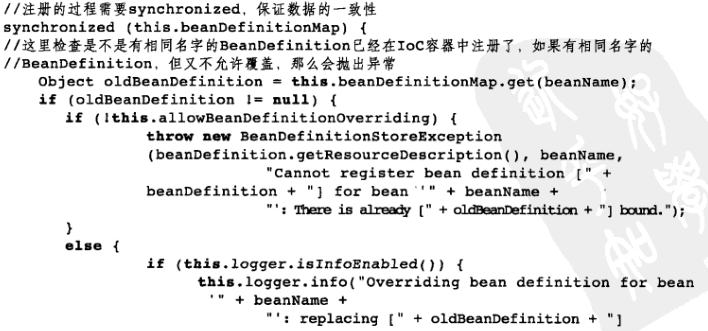 //注册的过程需要synchronized，保证数据的一致性
synchronized (this.beanDefinitionMap) {
//这里检查是不是有相同名字的BeanDefinition已经在IoC容器中注册了，如果有相同名字的
//BeanDefinition，但又不允许覆盖，那么会抛出异常
Object oldBeanDefinition = this.beanDefinitionMap.get(beanName);
if (oldBeanDefinition != null) {
if (!this.allowBeanDefinitionOverriding) {
throw new BeanDefinitionStoreException
(beanDefinition.getResourceDescription(), beanName,
"Cannot register bean definition [" +
beanDefinition + "] for bean '" + beanName +
"': There is already [" + oldBeanDefinition + "] bound.");
}
else {
if (this.logger.isInfoEnabled()) {
this.logger.info("Overriding bean definition for bean
'" + beanName +
"': replacing [" + oldBeanDefinition + "]